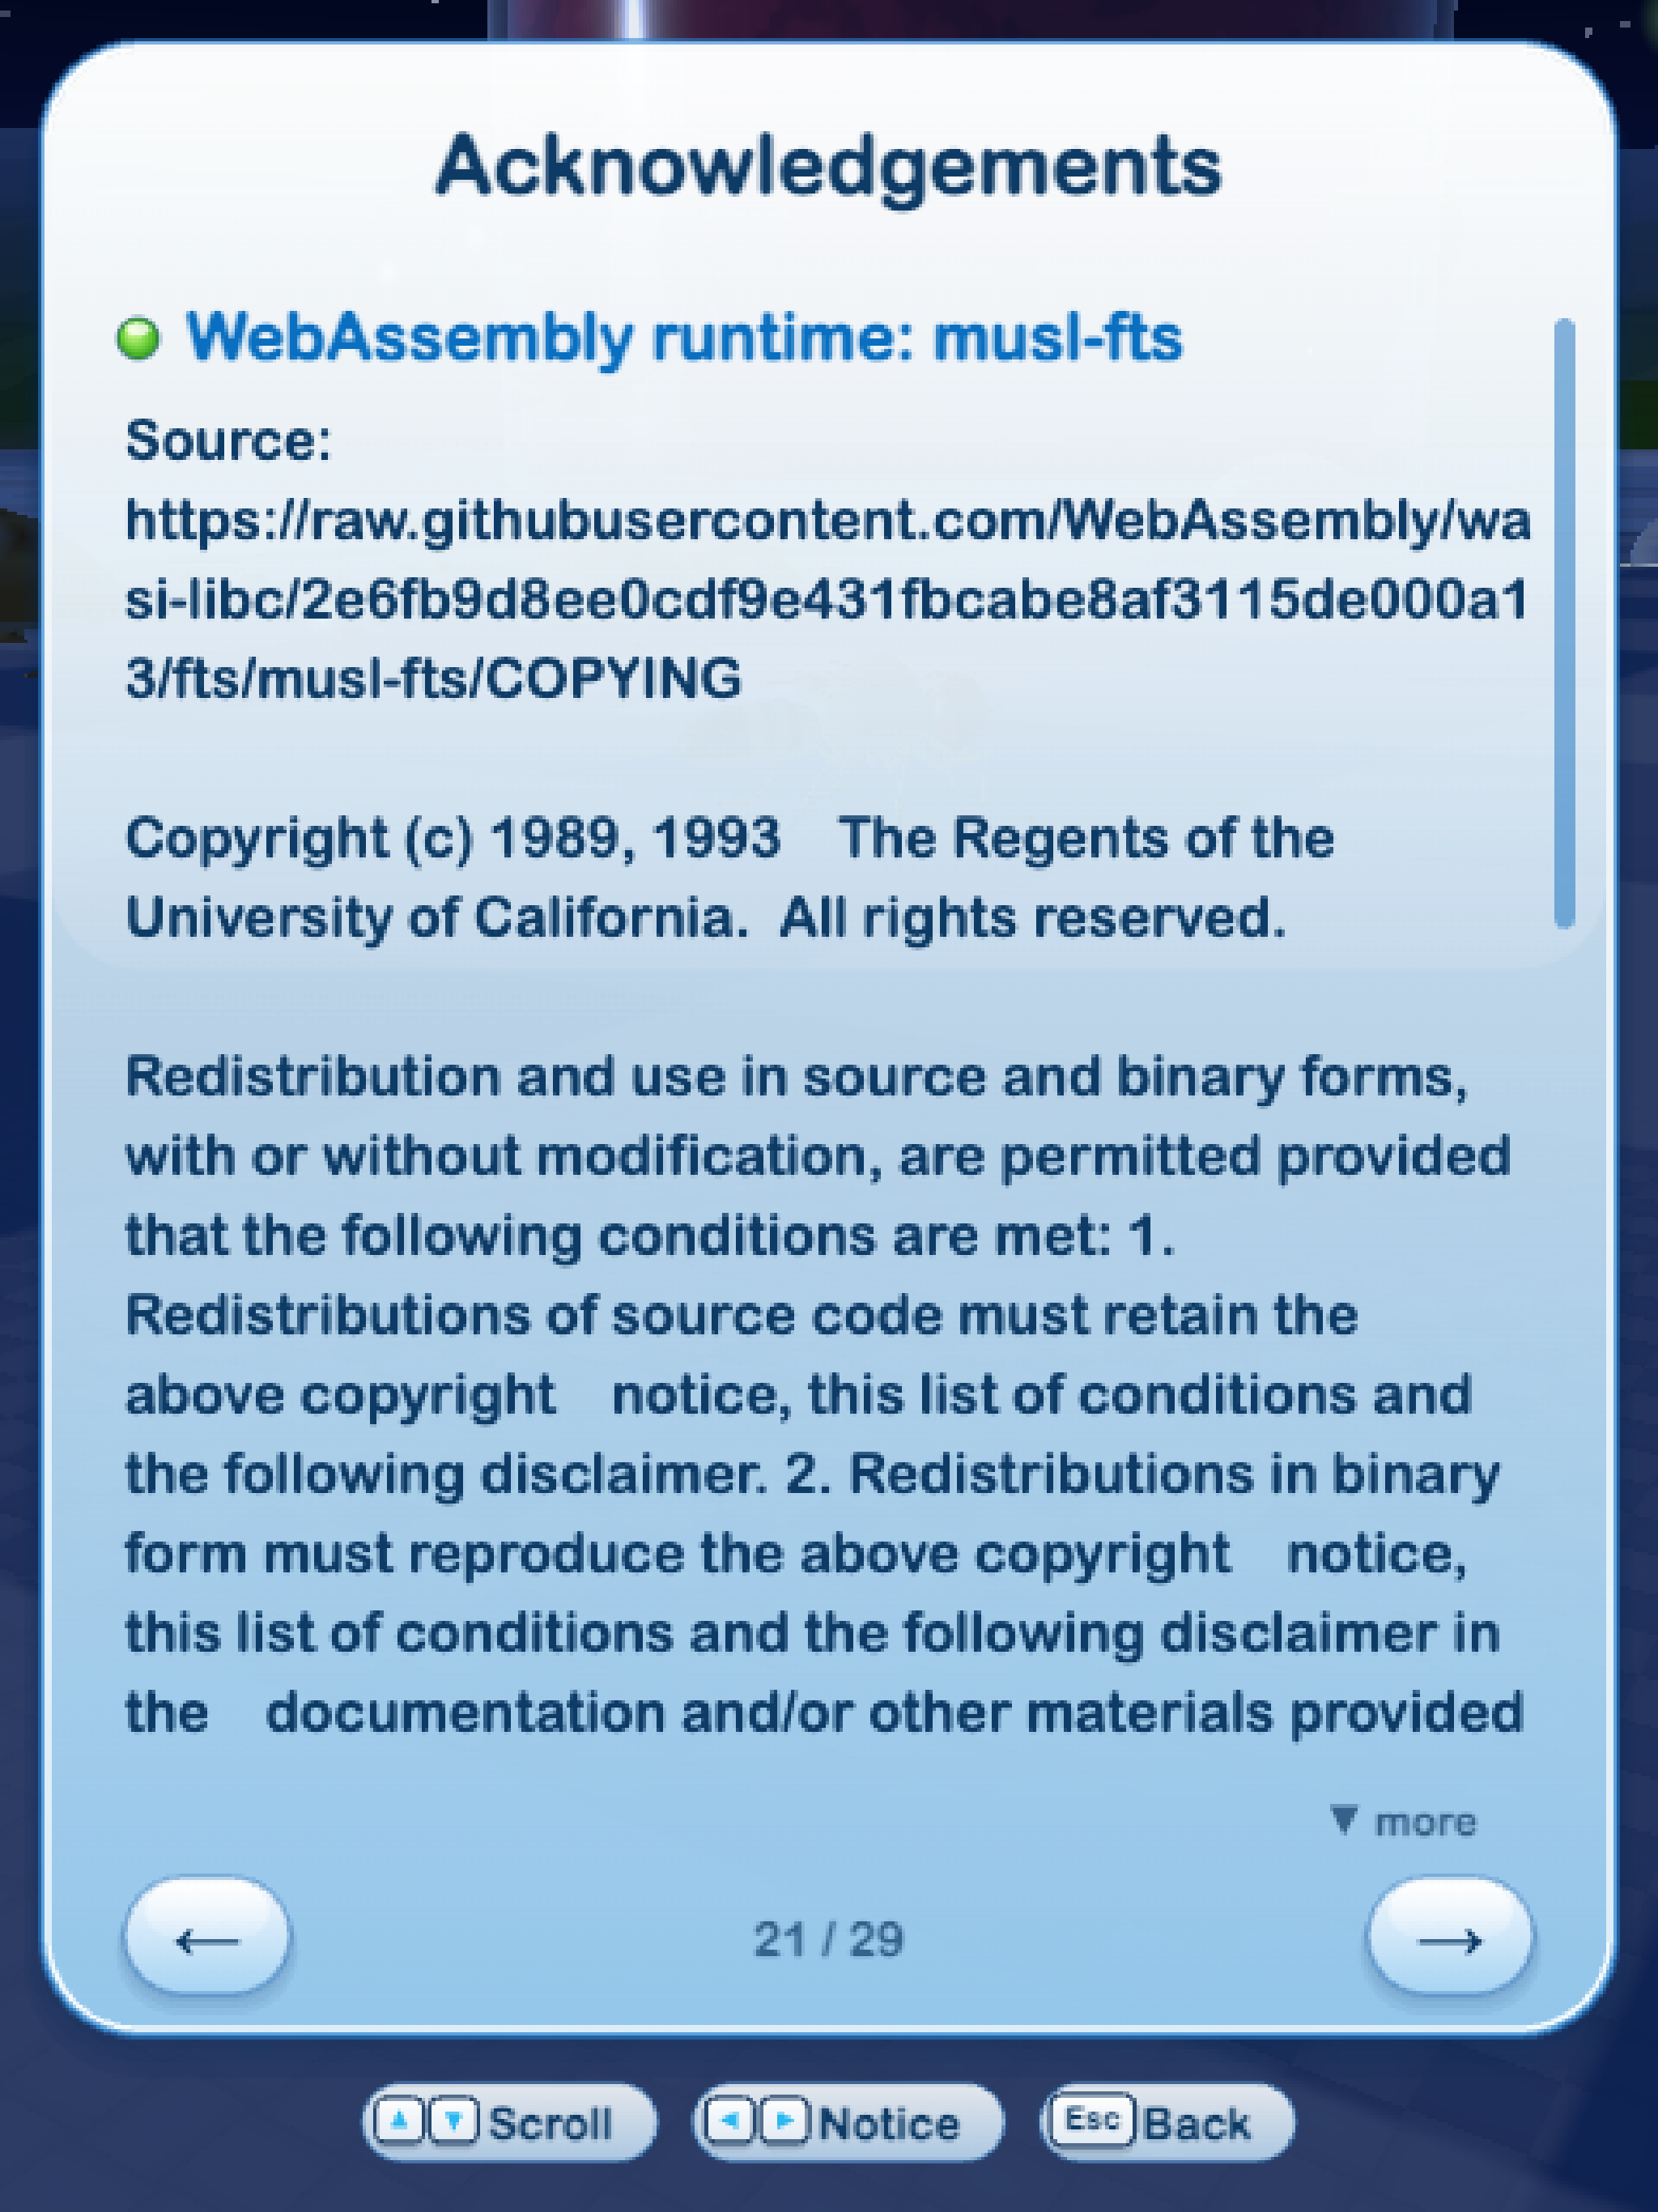 Acknowledgements
WebAssembly runtime: musl-fts
Source:
https://raw.githubusercontent.com/WebAssembly/wa
si-libc/2e6fb9d8ee0cdf9e431fbcabe8af3115de000a1
3/fts/musl-fts/COPYING
Copyright (c) 1989, 1993    The Regents of the
University of California.  All rights reserved.
Redistribution and use in source and binary forms,
with or without modification, are permitted provided
that the following conditions are met: 1.
Redistributions of source code must retain the
above copyright    notice, this list of conditions and
the following disclaimer. 2. Redistributions in binary
form must reproduce the above copyright    notice,
this list of conditions and the following disclaimer in
the    documentation and/or other materials provided
▼ more
← 21 / 29 →
▲ ▼ Scroll ◄ ► Notice Esc Back